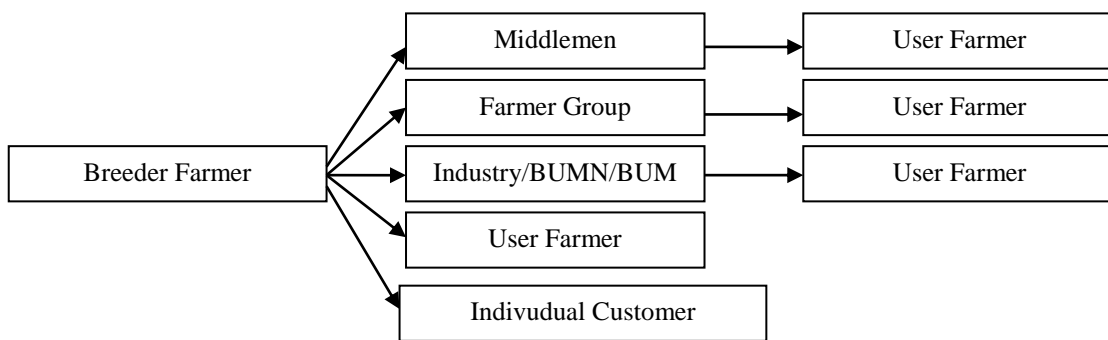 Middlemen User Farmer
Farmer Group User Farmer
Breeder Farmer Industry/BUMN/BUM User Farmer
User Farmer
Indivudual Customer